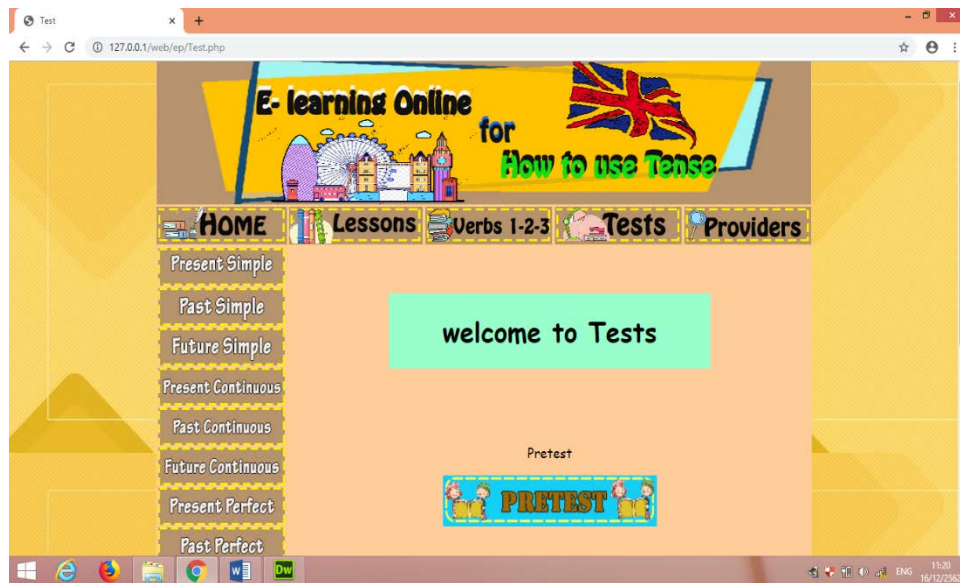 Test
127.0.0.1/web/ep/Test.php
E- learning Online
for
How to use Tense
HOME
Lessons
Verbs 1-2-3
Tests
Providers
Present Simple
Past Simple
Future Simple
Present Continuous
Past Continuous
Future Continuous
Present Perfect
Past Perfect
welcome to Tests
Pretest
PRETEST
W
Dw
ENG
11:20
16/12/2562